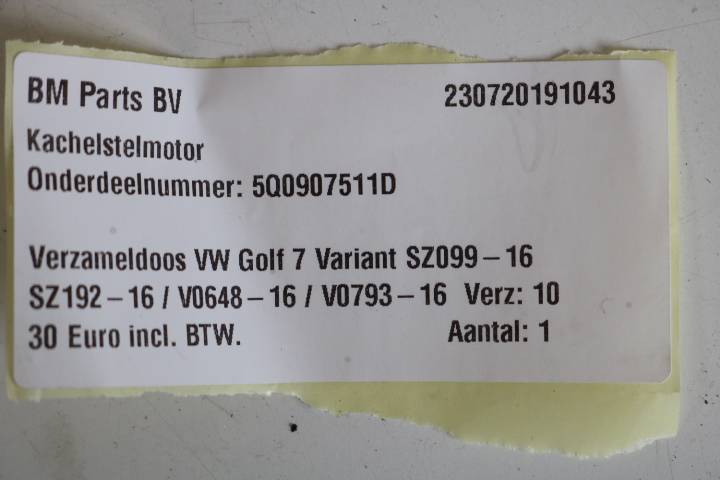 BM Parts BV 230720191043
Kachelstelmotor
Onderdeelnummer: 5Q0907511D
Verzameldoos VW Golf 7 Variant SZ099-16
SZ192-16 / V0648-16 / V0793-16 Verz: 10
30 Euro incl. BTW. Aantal: 1